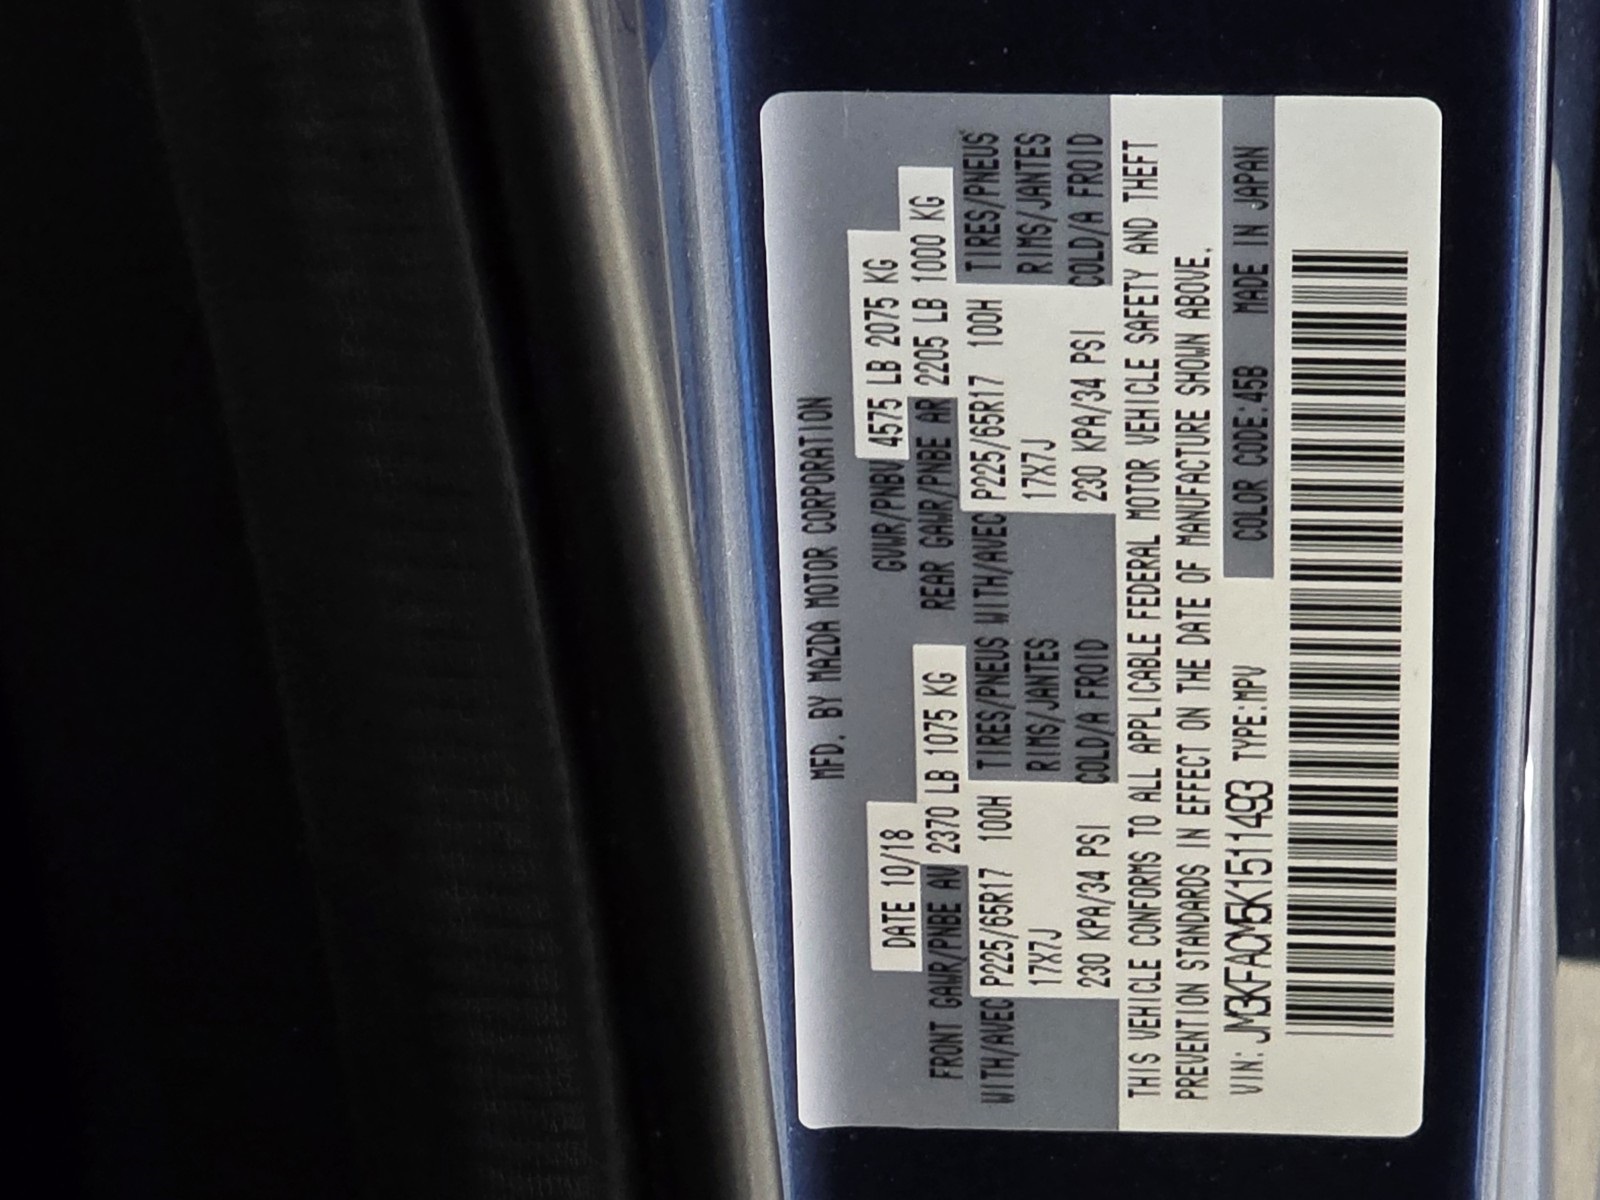 MFD. BY MAZDA MOTOR CORPORATION
DATE 10/18 GVWR/PNBV 4575 LB 2075 KG
FRONT GAWR/PNBE AV 2370 LB 1075 KG REAR GAWR/PNBE AR 2205 LB 1000 KG
WITH/AVEC P225/65R17 100H TIRES/PNEUS WITH/AVEC P225/65R17 100H TIRES/PNEUS
17X7J RIMS/JANTES 17X7J RIMS/JANTES
230 KPA/34 PSI COLD/A FROID 230 KPA/34 PSI COLD/A FROID
THIS VEHICLE CONFORMS TO ALL APPLICABLE FEDERAL MOTOR VEHICLE SAFETY AND THEFT
PREVENTION STANDARDS IN EFFECT ON THE DATE OF MANUFACTURE SHOWN ABOVE.
VIN: JM3KFACM5K1511493 TYPE:MPV COLOR CODE:45B MADE IN JAPAN